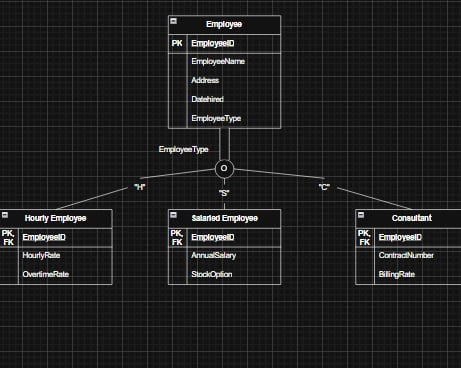 Employee
PK EmployeeID
EmployeeName
Address
Datehired
EmployeeType
EmployeeType
O
"H"
"S"
"C"
Hourly Employee
PK, FK EmployeeID
HourlyRate
OvertimeRate
Salaried Employee
PK, FK EmployeeID
AnnualSalary
StockOption
Consultant
PK, FK EmployeeID
ContractNumber
BillingRate